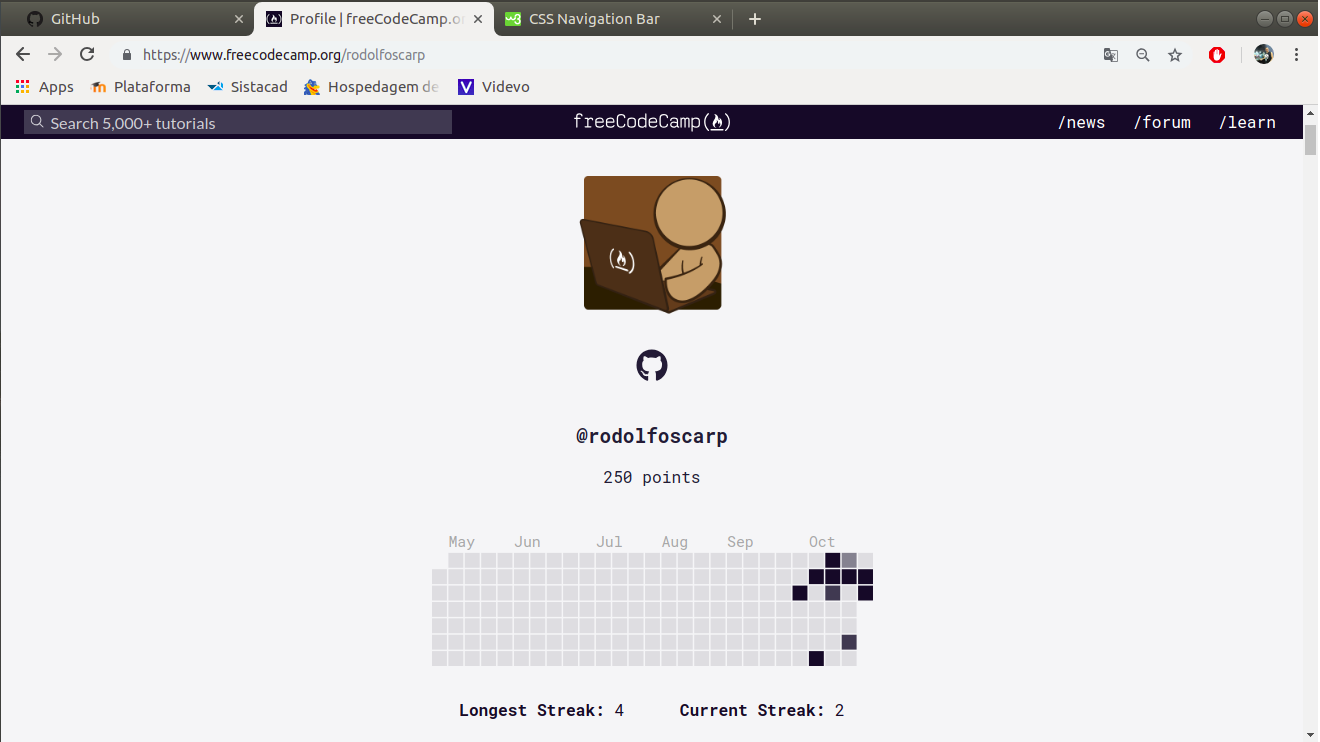 GitHub
Profile | freeCodeCamp.o
CSS Navigation Bar
https://www.freecodecamp.org/rodolfoscarp
Apps Plataforma Sistacad Hospedagem de Videvo
Search 5,000+ tutorials
freeCodeCamp
/news /forum /learn
@rodolfoscarp
250 points
May Jun Jul Aug Sep Oct
Longest Streak: 4 Current Streak: 2